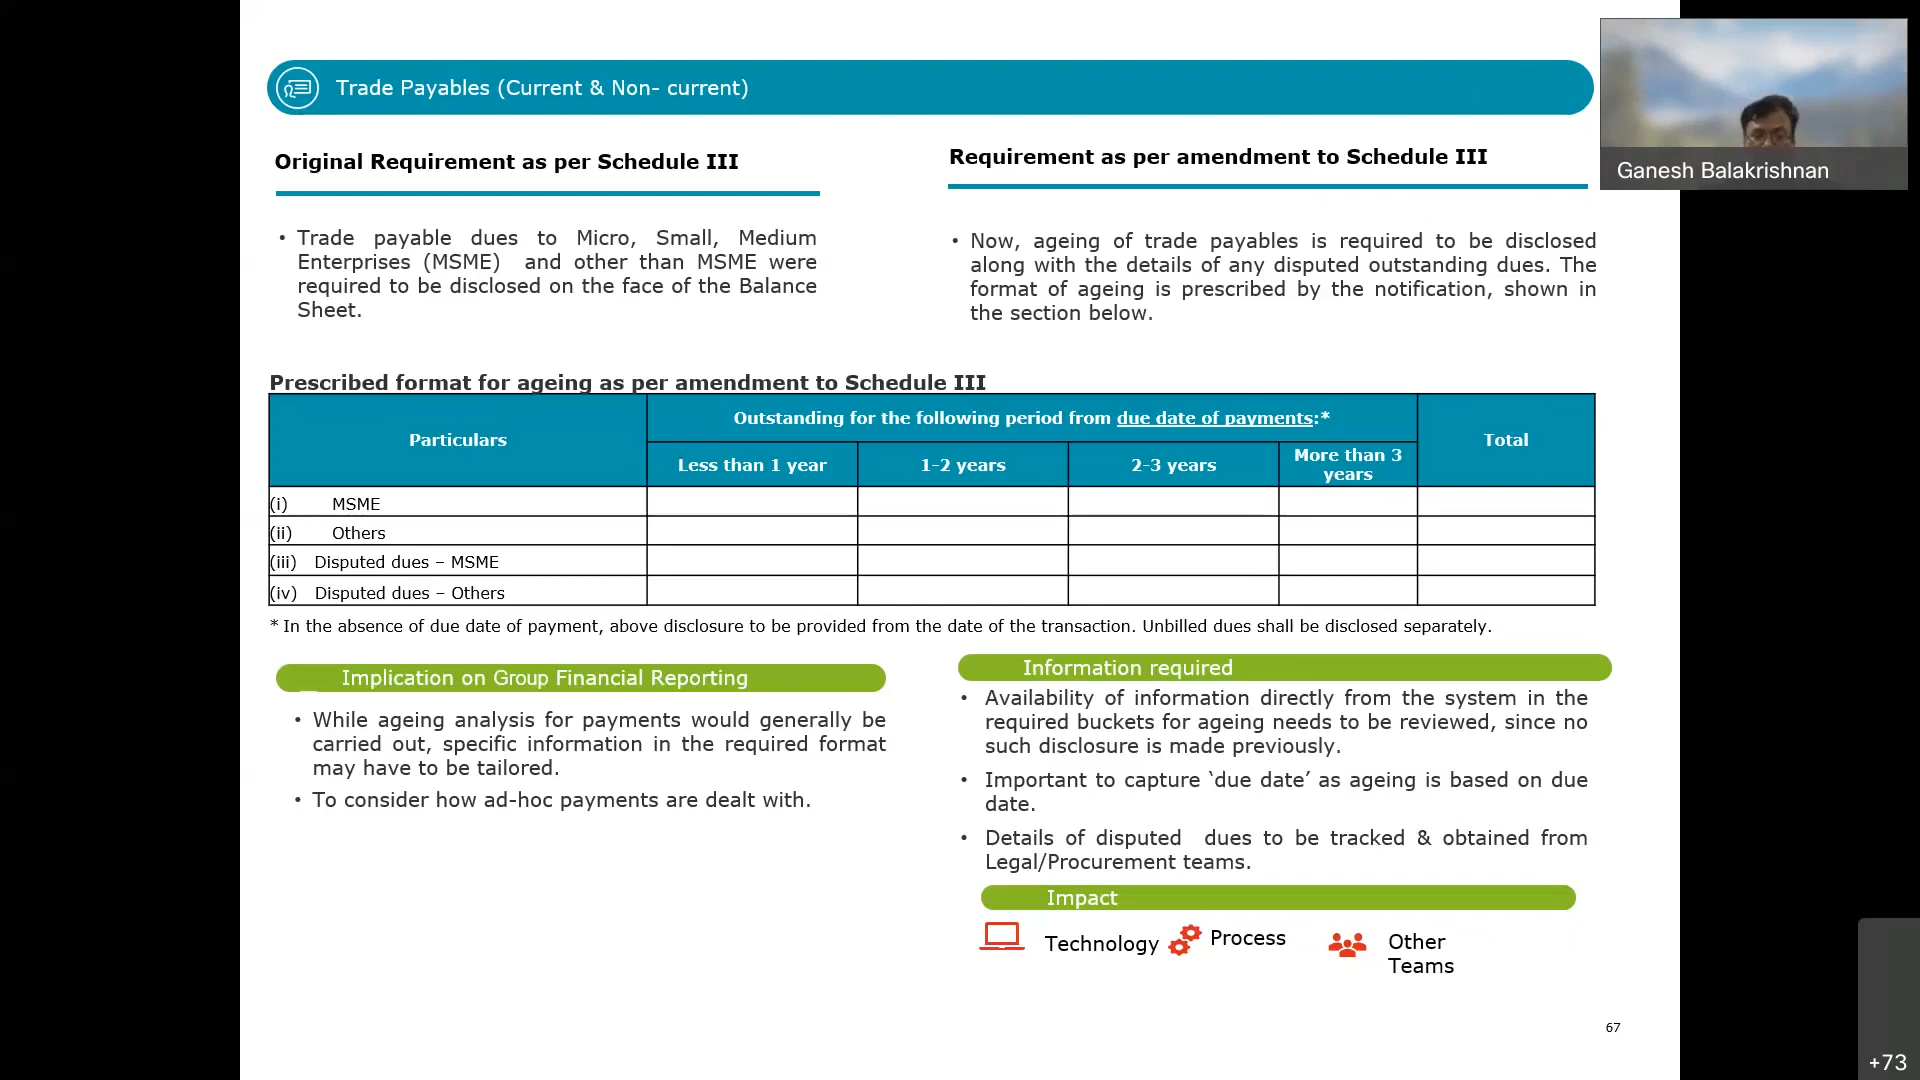 Trade Payables (Current & Non- current)
Ganesh Balakrishnan
Original Requirement as per Schedule III
Trade payable dues to Micro, Small, Medium
Enterprises (MSME) and other than MSME were
required to be disclosed on the face of the Balance
Sheet.
Requirement as per amendment to Schedule III
Now, ageing of trade payables is required to be disclosed
along with the details of any disputed outstanding dues. The
format of ageing is prescribed by the notification, shown in
the section below.
Prescribed format for ageing as per amendment to Schedule III
Particulars
Outstanding for the following period from due date of payments:*
Total
Less than 1 year
1-2 years
2-3 years
More than 3
years
(i) MSME
(ii) Others
(iii) Disputed dues – MSME
(iv) Disputed dues – Others
* In the absence of due date of payment, above disclosure to be provided from the date of the transaction. Unbilled dues shall be disclosed separately.
Implication on Group Financial Reporting
While ageing analysis for payments would generally be
carried out, specific information in the required format
may have to be tailored.
To consider how ad-hoc payments are dealt with.
Information required
Availability of information directly from the system in the
required buckets for ageing needs to be reviewed, since no
such disclosure is made previously.
Important to capture ‘due date’ as ageing is based on due
date.
Details of disputed dues to be tracked & obtained from
Legal/Procurement teams.
Impact
Technology
Process
Other
Teams
67
+73